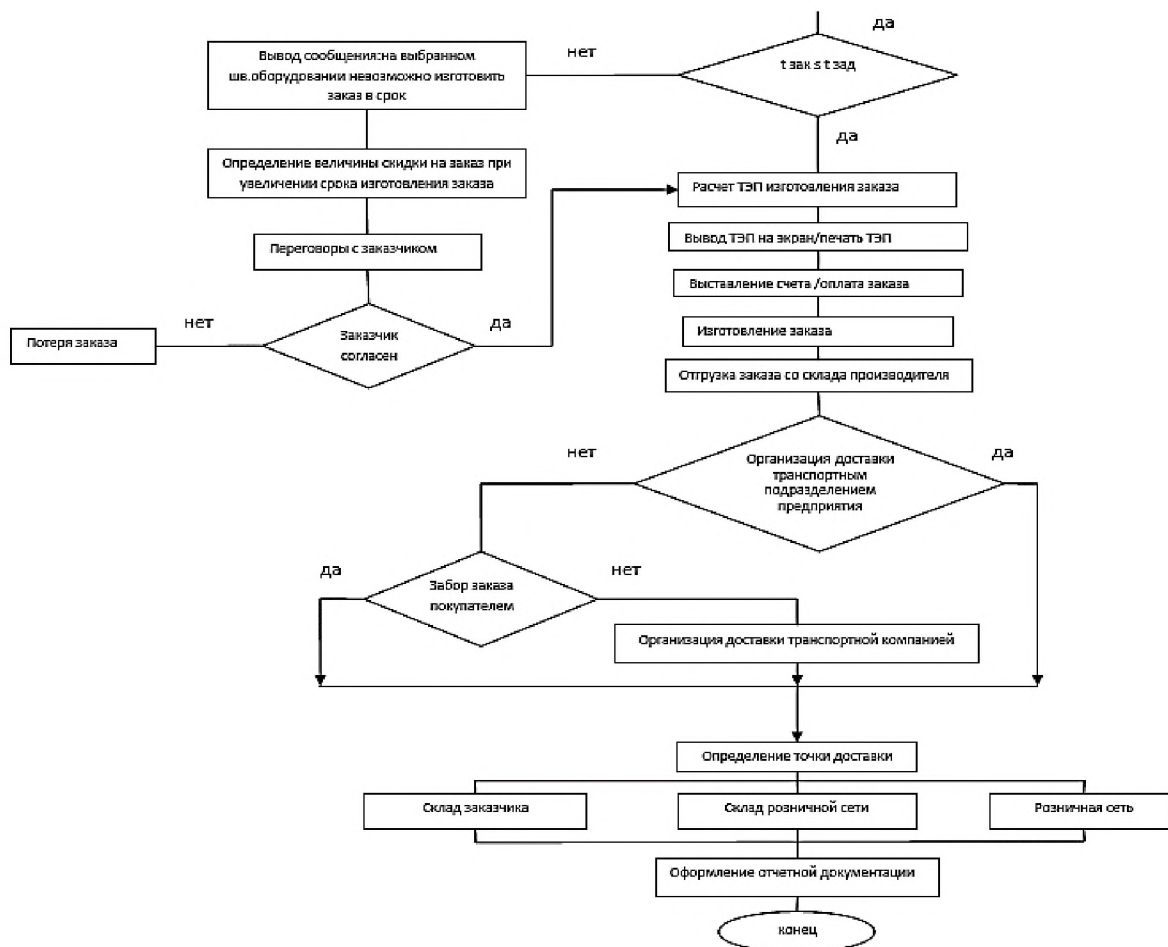 да
нет
t зак ≤ t зад
Вывод сообщения:на выбранном
шв.оборудовании невозможно изготовить
заказ в срок
да
Определение величины скидки на заказ при
увеличении срока изготовления заказа
Расчет ТЭП изготовления заказа
Переговоры с заказчиком
Вывод ТЭП на экран/печать ТЭП
Выставление счета /оплата заказа
нет
да
Заказчик
согласен
Потеря заказа
Изготовление заказа
Отгрузка заказа со склада производителя
нет
да
Организация доставки
транспортным
подразделением
предприятия
да
нет
Забор заказа
покупателем
Организация доставки транспортной компанией
Определение точки доставки
Склад заказчика
Склад розничной сети
Розничная сеть
Оформление отчетной документации
конец